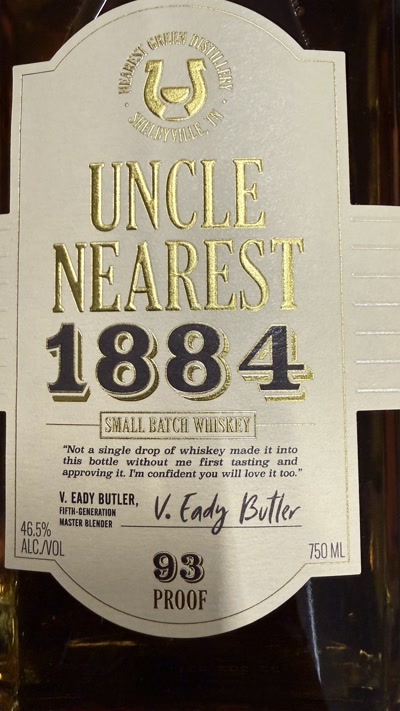 NEAREST GREEN DISTILLERY
SHELBYVILLE, TN
UNCLE
NEAREST
1884
SMALL BATCH WHISKEY
“Not a single drop of whiskey made it into
this bottle without me first tasting and
approving it. I'm confident you will love it too.”
V. EADY BUTLER,
FIFTH-GENERATION
MASTER BLENDER
V. Eady Butler
46.5%
ALC./VOL
750 ML
93
PROOF